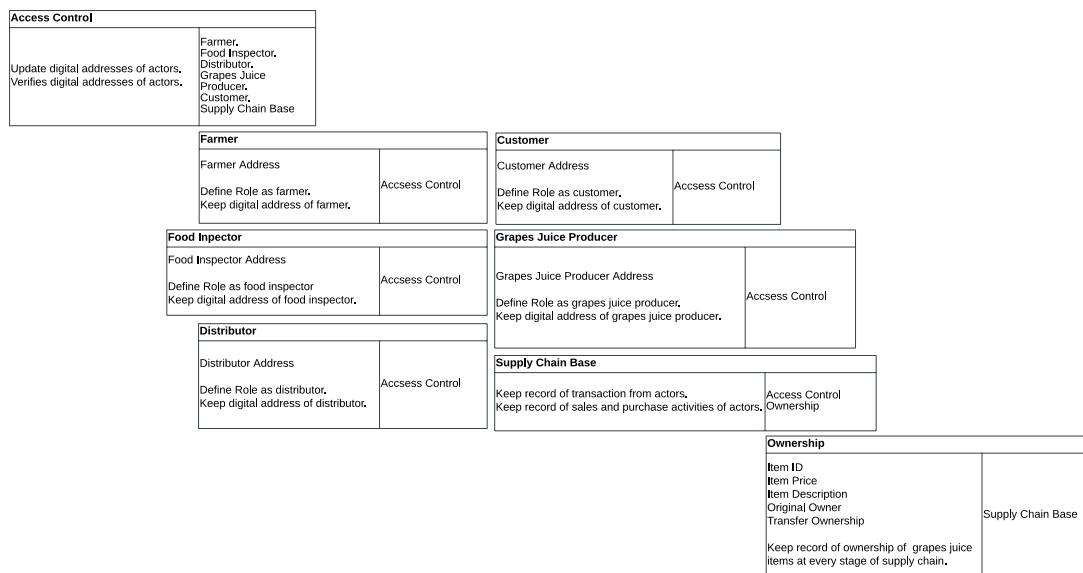 Access Control
Update digital addresses of actors.
Verifies digital addresses of actors.
Farmer.
Food Inspector.
Distributor.
Grapes Juice
Producer.
Customer.
Supply Chain Base
Farmer
Farmer Address
Define Role as farmer.
Keep digital address of farmer.
Accsess Control
Customer
Customer Address
Define Role as customer.
Keep digital address of customer.
Accsess Control
Food Inpector
Food Inspector Address
Define Role as food inspector
Keep digital address of food inspector.
Accsess Control
Grapes Juice Producer
Grapes Juice Producer Address
Define Role as grapes juice producer.
Keep digital address of grapes juice producer.
Accsess Control
Distributor
Distributor Address
Define Role as distributor.
Keep digital address of distributor.
Accsess Control
Supply Chain Base
Keep record of transaction from actors.
Keep record of sales and purchase activities of actors.
Access Control
Ownership
Ownership
Item ID
Item Price
Item Description
Original Owner
Transfer Ownership
Keep record of ownership of grapes juice
items at every stage of supply chain.
Supply Chain Base